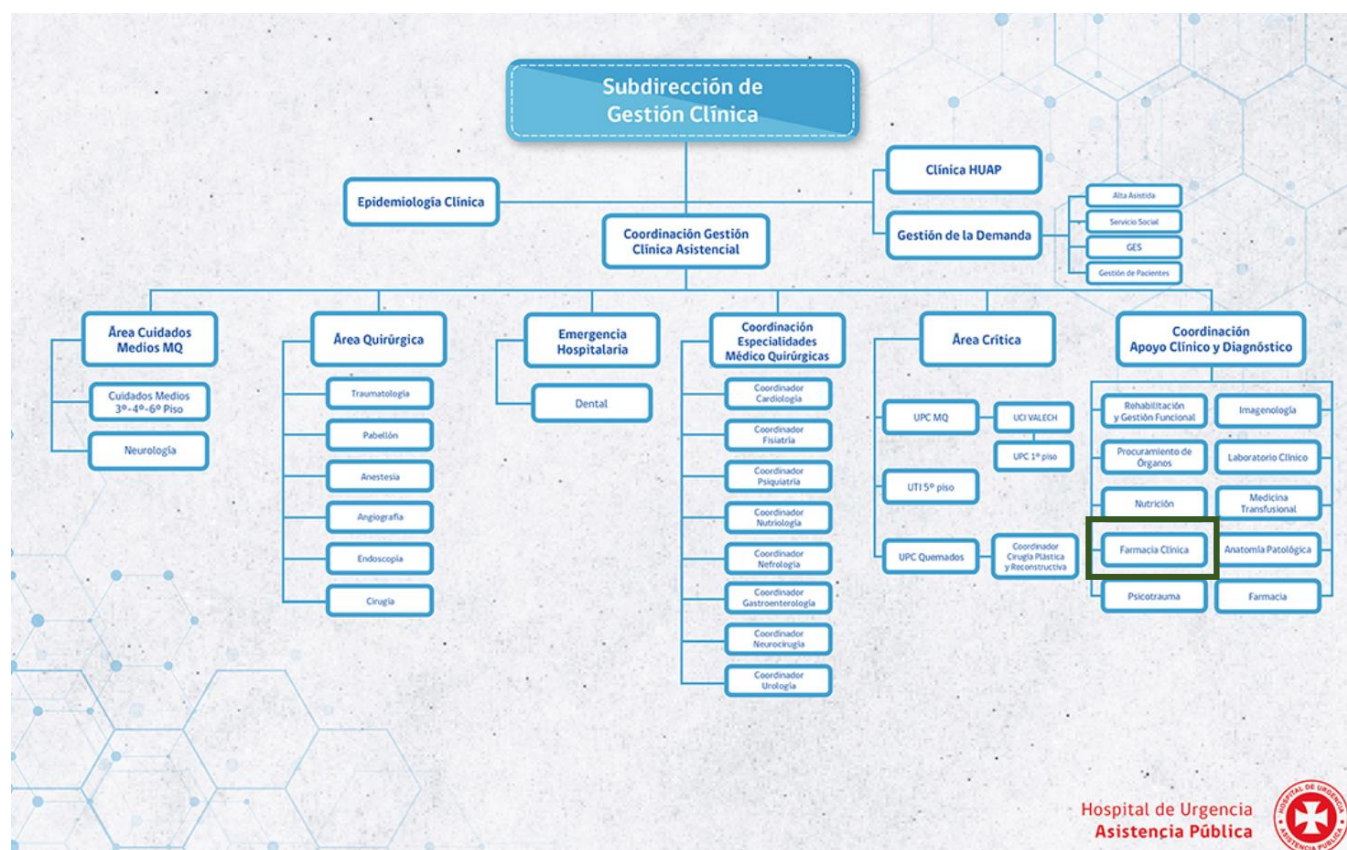 Subdirección de
Gestión Clínica
Epidemiología Clínica
Clínica HUAP
Coordinación Gestión
Clínica Asistencial
Gestión de la Demanda
Alta Asistida
Servicio Social
GES
Gestión de Pacientes
Área Cuidados
Medios MQ
Cuidados Medios
3º-4º-6º Piso
Neurología
Área Quirúrgica
Traumatología
Pabellón
Anestesia
Angiografía
Endoscopía
Cirugía
Emergencia
Hospitalaria
Dental
Coordinación
Especialidades
Médico Quirúrgicas
Coordinador
Cardiología
Coordinador
Fisiatría
Coordinador
Psiquiatría
Coordinador
Nutriología
Coordinador
Nefrología
Coordinador
Gastroenterología
Coordinador
Neurocirugía
Coordinador
Urología
Área Crítica
UPC MQ
UCI VALECH
UPC 1º piso
UTI 5º piso
UPC Quemados
Coordinador
Cirugía Plástica
y Reconstructiva
Coordinación
Apoyo Clínico y Diagnóstico
Rehabilitación
y Gestión Funcional
Imagenología
Procuramiento de
Órganos
Laboratorio Clínico
Nutrición
Medicina
Transfusional
Farmacia Clínica
Anatomía Patológica
Psicotrauma
Farmacia
Hospital de Urgencia
Asistencia Pública
HOSPITAL DE URGENCIA
ASISTENCIA PUBLICA